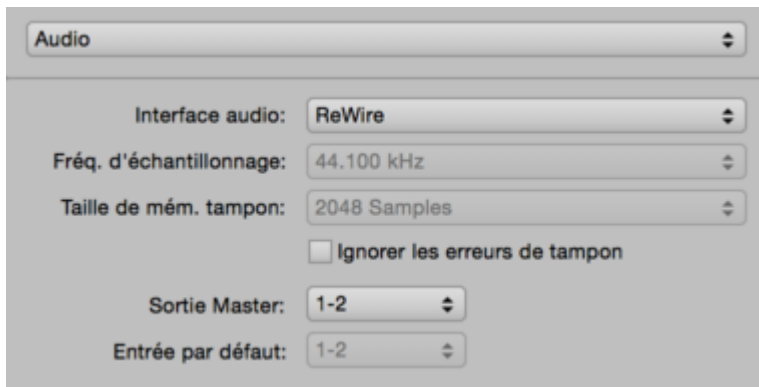 Audio
Interface audio: ReWire
Fréq. d'échantillonnage: 44.100 kHz
Taille de mém. tampon: 2048 Samples
Ignorer les erreurs de tampon
Sortie Master: 1-2
Entrée par défaut: 1-2